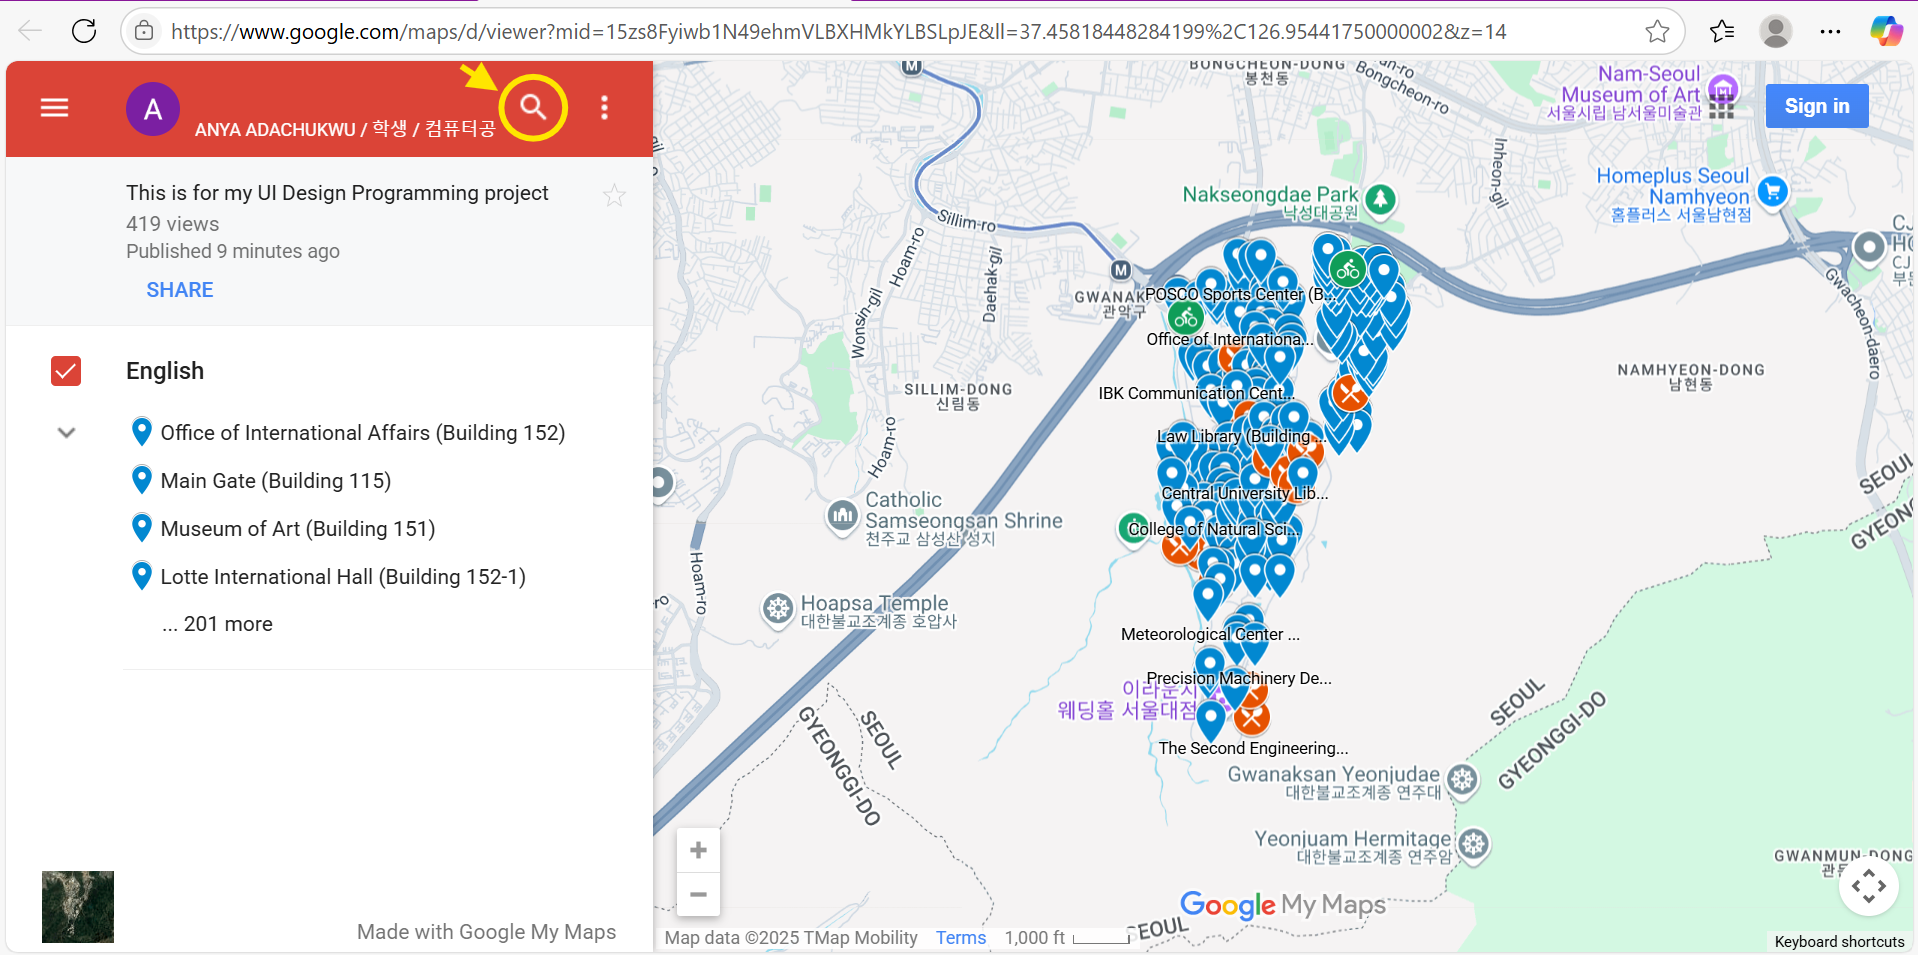 https://www.google.com/maps/d/viewer?mid=15zs8Fyiwb1N49ehmVLBXHMkYLBSLpJE&ll=37.45818448284199%2C126.95441750000002&z=14
A
ANYA ADACHUKWU / 학생 / 컴퓨터공
This is for my UI Design Programming project
419 views
Published 9 minutes ago
SHARE
English
Office of International Affairs (Building 152)
Main Gate (Building 115)
Museum of Art (Building 151)
Lotte International Hall (Building 152-1)
... 201 more
Made with Google My Maps
M
BONGCHEON-DONG
봉천동
Bongcheon-ro
Nam-Seoul
Museum of Art
서울시립 남서울미술관
Sign in
Inheon-gil
Homeplus Seoul
Namhyeon
홈플러스 서울남현점
Nakseongdae Park
낙성대공원
Sillim-ro
Hoam-ro
Daehak-gil
Wonsin-gil
M
GWANAK
관악구
POSCO Sports Center (B...
Office of Internationa...
IBK Communication Cent...
Law Library (Building ...
Central University Lib...
College of Natural Sci...
Gwacheon-daero
NAMHYEON-DONG
남현동
SILLIM-DONG
신림동
Hoam-ro
Catholic
Samseongsan Shrine
천주교 삼성산 성지
Hoam-ro
SEOUL
GYEONG
Hoapsa Temple
대한불교조계종 호압사
Meteorological Center ...
Precision Machinery De...
이라운지
웨딩홀 서울대점
The Second Engineering...
SEOUL
GYEONGGI-DO
SEOUL
GYEONGGI-DO
Gwanaksan Yeonjudae
대한불교조계종 연주대
Yeonjuam Hermitage
대한불교조계종 연주암
GWANMUN-DONG
Google My Maps
SEOUL
Map data ©2025 TMap Mobility
Terms
1,000 ft
Keyboard shortcuts